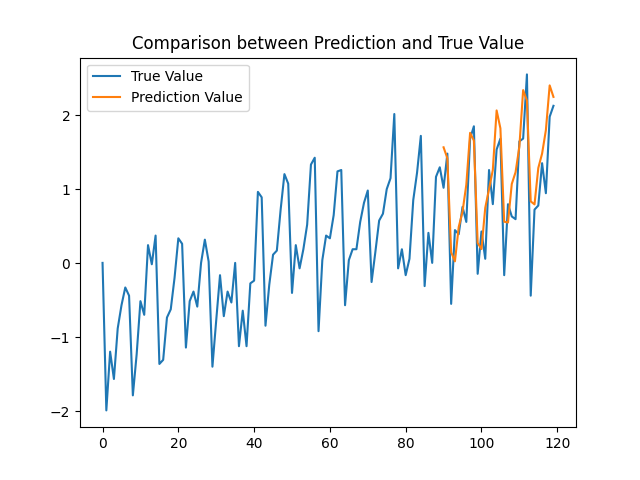 Comparison between Prediction and True Value
True Value
Prediction Value
2
1
0
−1
−2
0 20 40 60 80 100 120